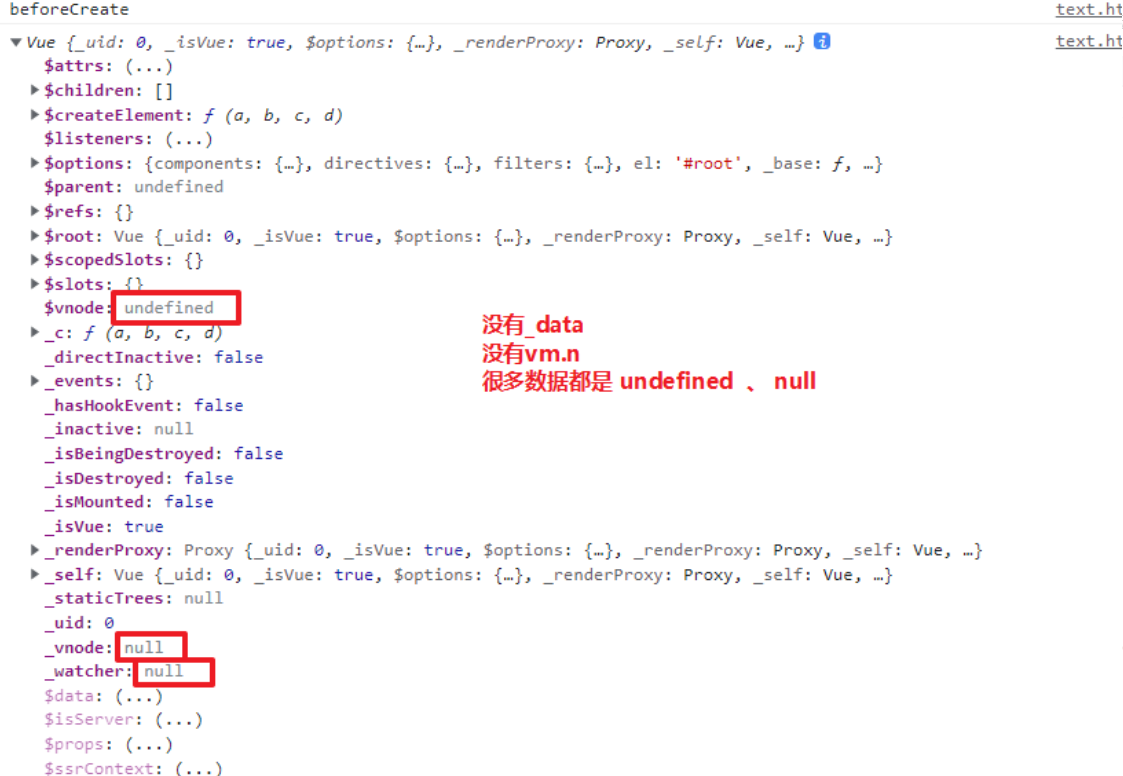 beforeCreate text.ht
▼Vue {_uid: 0, _isVue: true, $options: {…}, _renderProxy: Proxy, _self: Vue, …} i text.ht
$attrs: (...)
▶$children: []
▶$createElement: ƒ (a, b, c, d)
$listeners: (...)
▶$options: {components: {…}, directives: {…}, filters: {…}, el: '#root', _base: ƒ, …}
$parent: undefined
▶$refs: {}
▶$root: Vue {_uid: 0, _isVue: true, $options: {…}, _renderProxy: Proxy, _self: Vue, …}
▶$scopedSlots: {}
▶$slots: {}
$vnode: undefined
没有_data
▶_c: ƒ (a, b, c, d)
没有vm.n
_directInactive: false
很多数据都是 undefined 、 null
▶_events: {}
_hasHookEvent: false
_inactive: null
_isBeingDestroyed: false
_isDestroyed: false
_isMounted: false
_isVue: true
▶_renderProxy: Proxy {_uid: 0, _isVue: true, $options: {…}, _renderProxy: Proxy, _self: Vue, …}
▶_self: Vue {_uid: 0, _isVue: true, $options: {…}, _renderProxy: Proxy, _self: Vue, …}
_staticTrees: null
_uid: 0
_vnode: null
_watcher: null
$data: (...)
$isServer: (...)
$props: (...)
$ssrContext: (...)